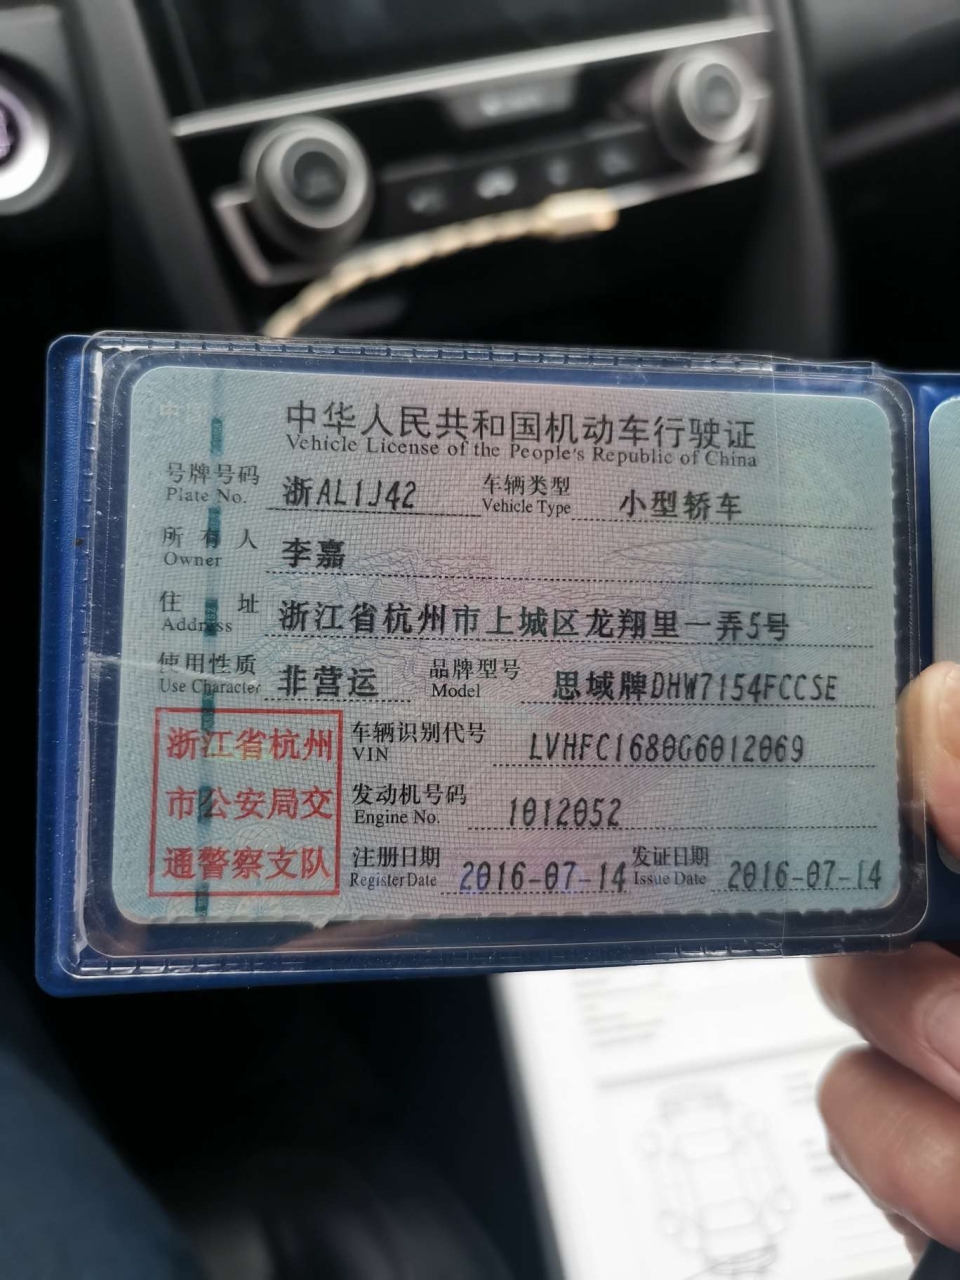 中华人民共和国机动车行驶证
Vehicle License of the People's Republic of China
号牌号码 浙AL1J42 车辆类型 小型轿车
Plate No. Vehicle Type
所有人 李嘉
Owner
住址 浙江省杭州市上城区龙翔里一弄5号
Address
使用性质 非营运 品牌型号 思域牌DHW7154FCCSE
Use Character Model
浙江省杭州
市公安局交
通警察支队
车辆识别代号 LVHFC1680G6012069
VIN
发动机号码 1012052
Engine No.
注册日期 2016-07-14 发证日期 2016-07-14
Register Date Issue Date